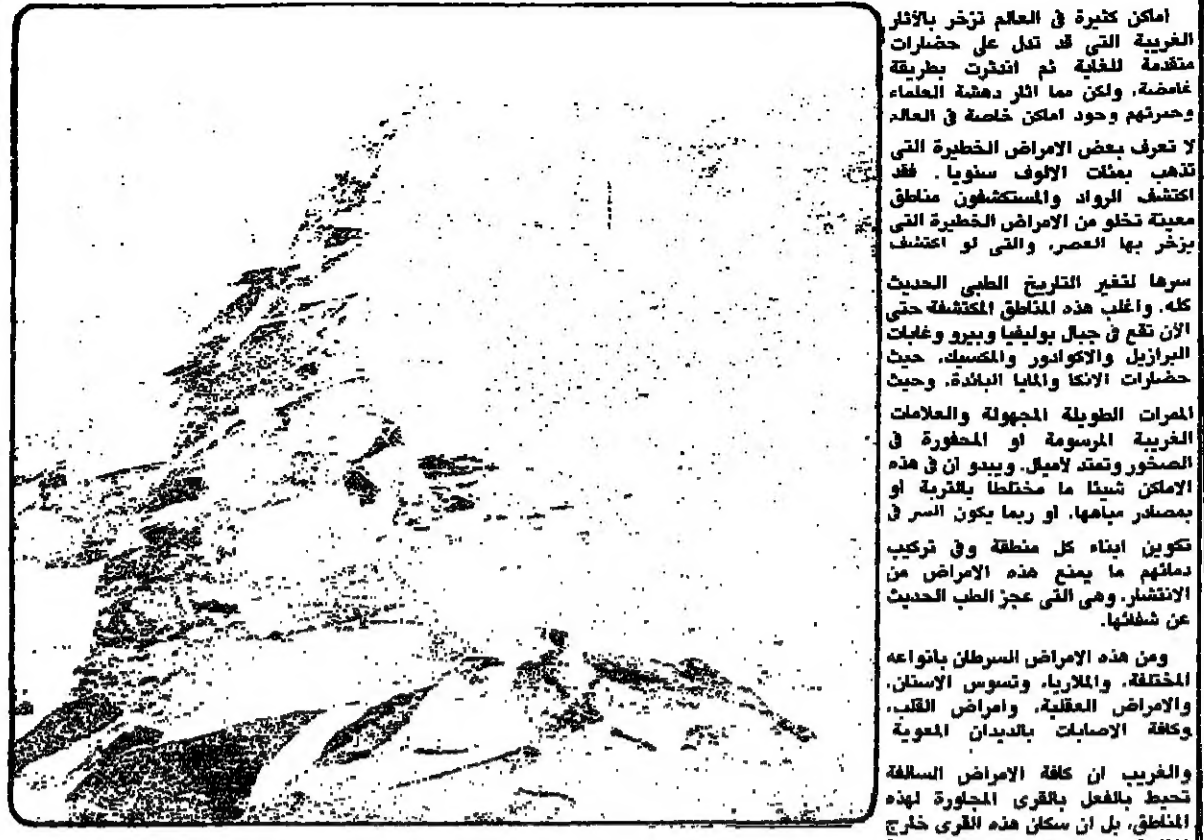 اماكن كثيرة في العالم تزخر بالآثار
الغريبة التي قد تدل على حضارات
متقدمة للغاية ثم اندثرت بطريقة
غامضة، ولكن مما اثار دهشة العلماء
وحيرتهم وجود اماكن خاصة في العالم
لا تعرف بعض الامراض الخطيرة التي
تذهب بمئات الالوف سنويا. فقد
اكتشف الرواد والمستكشفون مناطق
معينة تخلو من الامراض الخطيرة التي
يزخر بها العصر، والتي لو اكتشف
سرها لتغير التاريخ الطبي الحديث
كله. واغلب هذه المناطق المكتشفة حتى
الآن تقع في جبال بوليفيا وبيرو وغابات
البرازيل والاكوادور والمكسيك، حيث
حضارات الانكا والمايا البائدة، وحيث
الممرات الطويلة المجهولة والعلامات
الغريبة المرسومة او المحفورة في
الصخور وتمتد لاميال. ويبدو ان في هذه
الاماكن شيئا ما مختلطا بالتربة أو
بمصادر مياهها، او ربما يكون السر في
تكوين ابناء كل منطقة وفي تركيب
دمائهم ما يمنع هذه الامراض من
الانتشار، وهي التي عجز الطب الحديث
عن شفائها.
ومن هذه الامراض السرطان بانواعه
المختلفة، والملاريا، وتسوس الاسنان،
والامراض العقلية، وامراض القلب،
وكافة الاصابات بالديدان المعوية
والغريب ان كافة الامراض السالفة
تحيط بالفعل بالقرى المجاورة لهذه
المناطق، بل ان سكان هذه القرى خارج